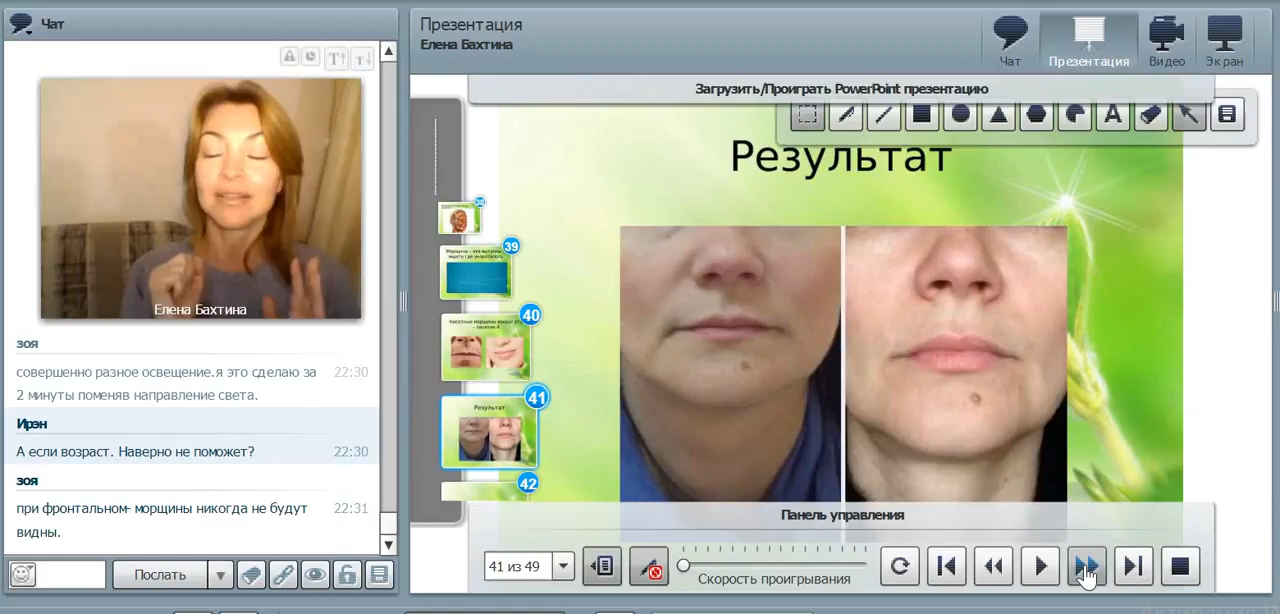 Чат
Елена Бахтина
зоя
совершенно разное освещение.я это сделаю за 22:30
2 минуты поменяв направление света.
Ирэн
А если возраст. Наверно не поможет? 22:30
зоя
при фронтальном- морщины никогда не будут 22:31
видны.
Послать
Презентация
Елена Бахтина
Чат
Презентация
Видео
Экран
Загрузить/Проиграть PowerPoint презентацию
A
Результат
38
39
40
41
Результат
42
Панель управления
41 из 49
Скорость проигрывания